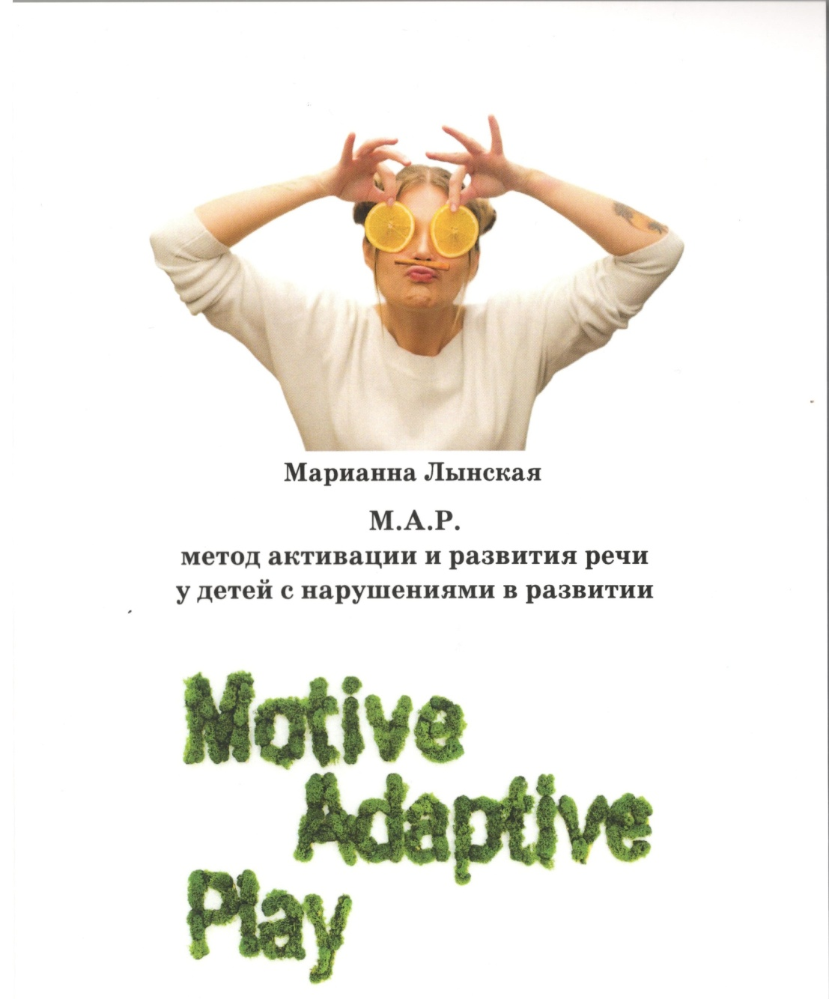 Марианна Лынская
М.А.Р.
метод активации и развития речи
у детей с нарушениями в развитии
Motive
Adaptive
Play